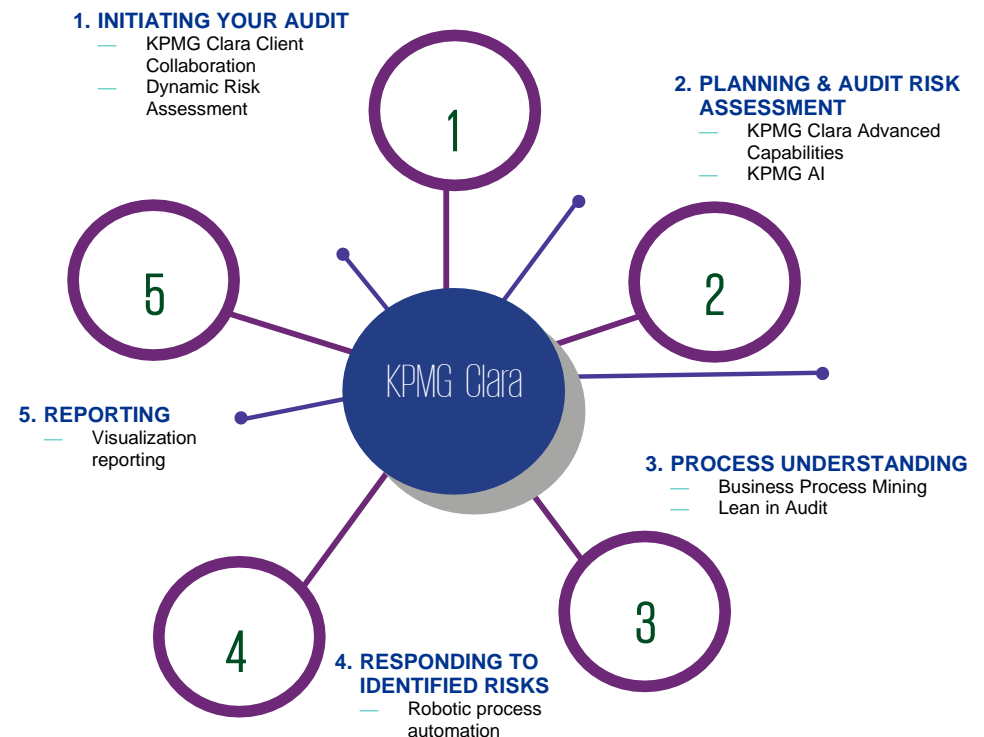 1. INITIATING YOUR AUDIT
— KPMG Clara Client
Collaboration
— Dynamic Risk
Assessment
1
2. PLANNING & AUDIT RISK
ASSESSMENT
— KPMG Clara Advanced
Capabilities
— KPMG AI
2
KPMG Clara
3. PROCESS UNDERSTANDING
— Business Process Mining
— Lean in Audit
3
4. RESPONDING TO
IDENTIFIED RISKS
— Robotic process
automation
4
5
5. REPORTING
— Visualization
reporting